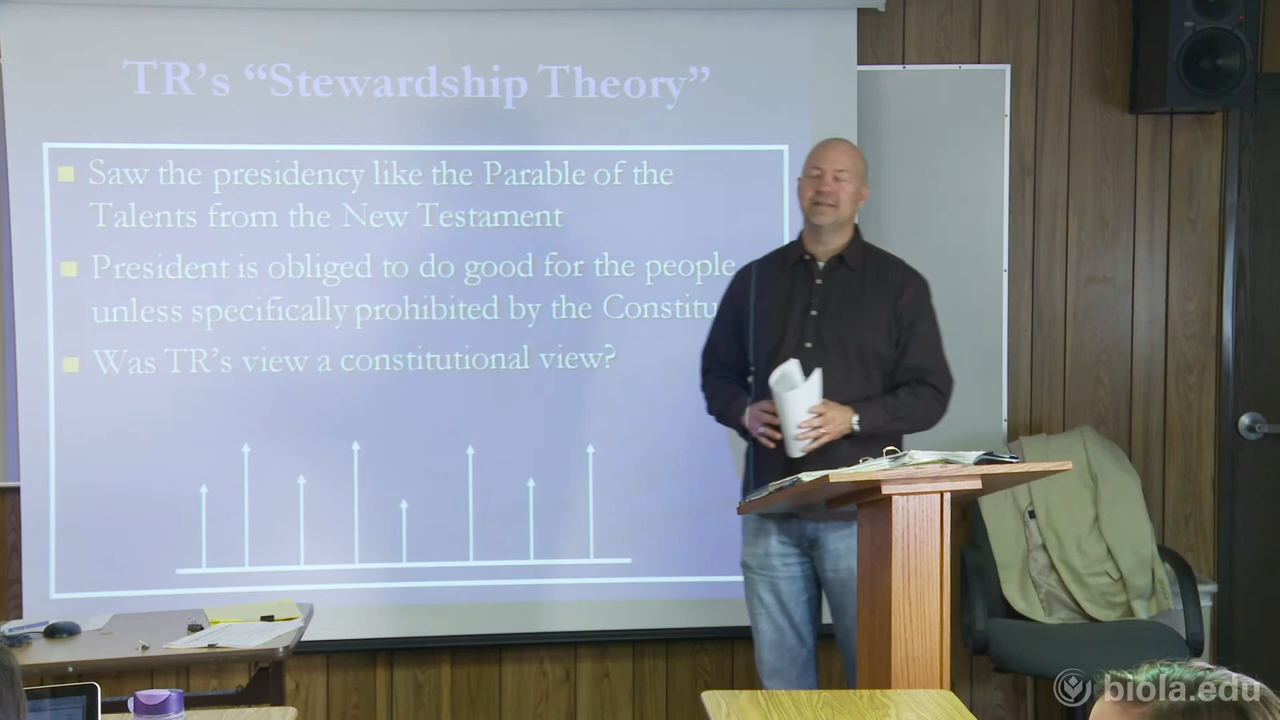 TR's “Stewardship Theory”
Saw the presidency like the Parable of the
Talents from the New Testament
President is obliged to do good for the people
unless specifically prohibited by the Constitu
Was TR's view a constitutional view?
biola.edu